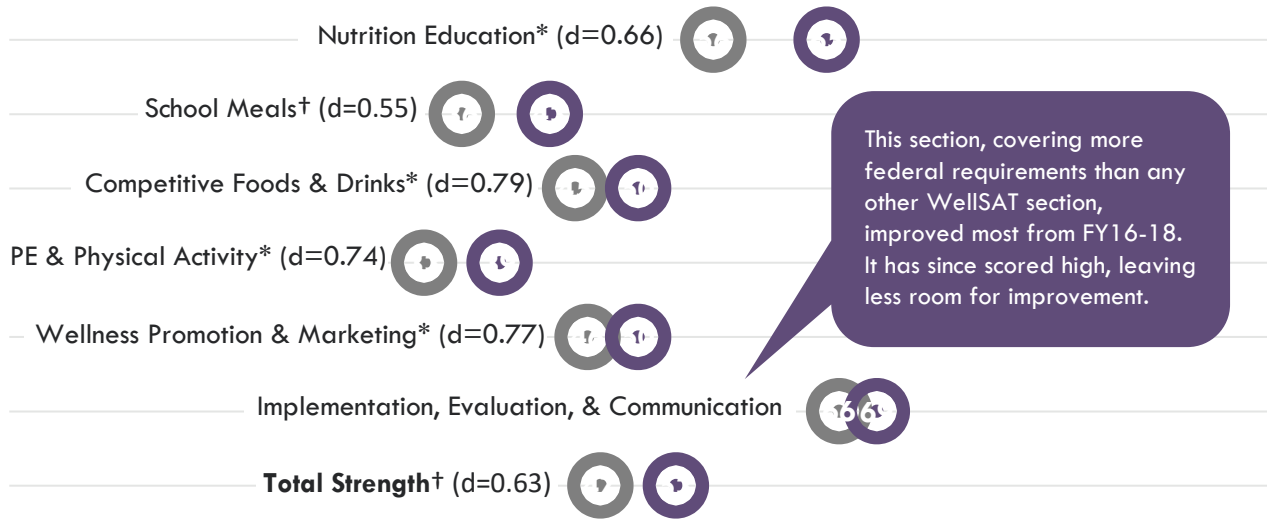 Nutrition Education* (d=0.66)
School Meals† (d=0.55)
Competitive Foods & Drinks* (d=0.79)
PE & Physical Activity* (d=0.74)
Wellness Promotion & Marketing* (d=0.77)
Implementation, Evaluation, & Communication
Total Strength† (d=0.63)
This section, covering more
federal requirements than any
other WellSAT section,
improved most from FY16-18.
It has since scored high, leaving
less room for improvement.